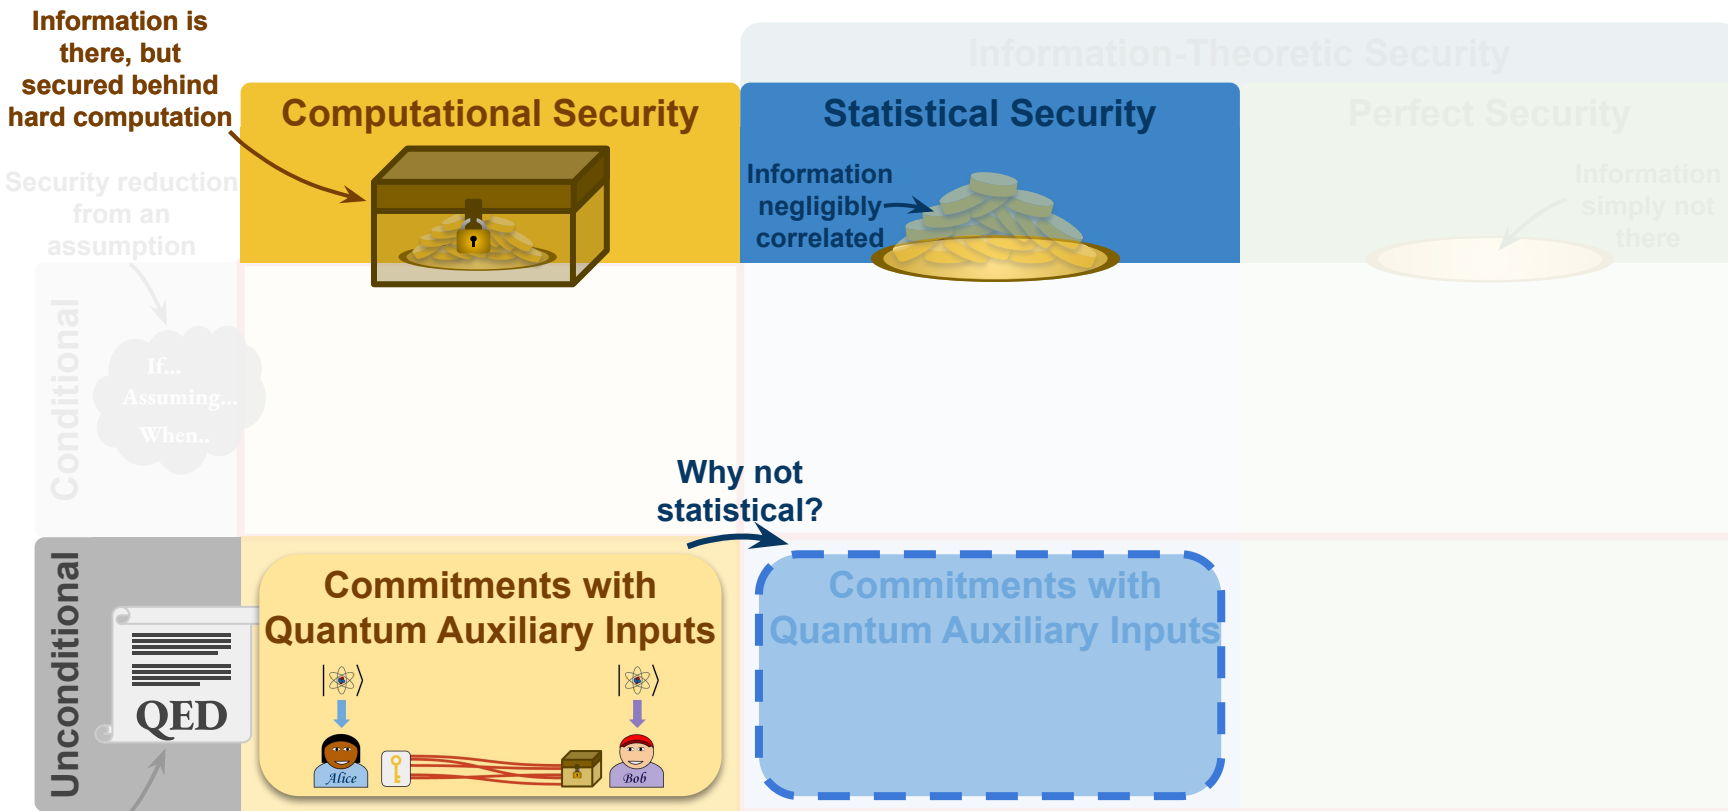 Information is
there, but
secured behind
hard computation
Information-Theoretic Security
Computational Security
Statistical Security
Perfect Security
Information
negligibly
correlated
Information
simply not
there
Security reduction
from an
assumption
Conditional
If...
Assuming...
When..
Why not
statistical?
Unconditional
QED
Commitments with
Quantum Auxiliary Inputs
Alice
Bob
Commitments with
Quantum Auxiliary Inputs